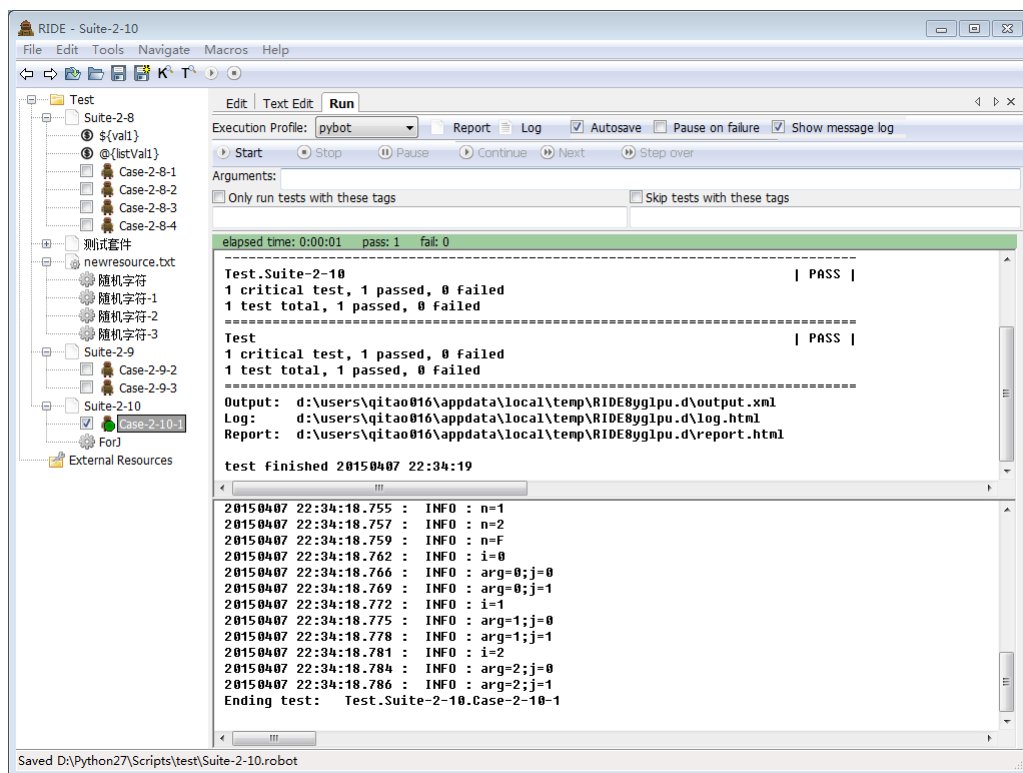 RIDE - Suite-2-10
File Edit Tools Navigate Macros Help
Test
Suite-2-8
${val1}
@{listVal1}
Case-2-8-1
Case-2-8-2
Case-2-8-3
Case-2-8-4
测试套件
newresource.txt
随机字符
随机字符-1
随机字符-2
随机字符-3
Suite-2-9
Case-2-9-2
Case-2-9-3
Suite-2-10
Case-2-10-1
ForJ
External Resources
Edit Text Edit Run
Execution Profile: pybot Report Log Autosave Pause on failure Show message log
Start Stop Pause Continue Next Step over
Arguments:
Only run tests with these tags Skip tests with these tags
elapsed time: 0:00:01 pass: 1 fail: 0
------------------------------------------------------------------------------
Test.Suite-2-10 | PASS |
1 critical test, 1 passed, 0 failed
1 test total, 1 passed, 0 failed
==============================================================================
Test | PASS |
1 critical test, 1 passed, 0 failed
1 test total, 1 passed, 0 failed
==============================================================================
Output: d:\users\qitao016\appdata\local\temp\RIDE8yglpu.d\output.xml
Log: d:\users\qitao016\appdata\local\temp\RIDE8yglpu.d\log.html
Report: d:\users\qitao016\appdata\local\temp\RIDE8yglpu.d\report.html
test finished 20150407 22:34:19
20150407 22:34:18.755 : INFO : n=1
20150407 22:34:18.757 : INFO : n=2
20150407 22:34:18.759 : INFO : n=F
20150407 22:34:18.762 : INFO : i=0
20150407 22:34:18.766 : INFO : arg=0;j=0
20150407 22:34:18.769 : INFO : arg=0;j=1
20150407 22:34:18.772 : INFO : i=1
20150407 22:34:18.775 : INFO : arg=1;j=0
20150407 22:34:18.778 : INFO : arg=1;j=1
20150407 22:34:18.781 : INFO : i=2
20150407 22:34:18.784 : INFO : arg=2;j=0
20150407 22:34:18.786 : INFO : arg=2;j=1
Ending test: Test.Suite-2-10.Case-2-10-1
Saved D:\Python27\Scripts\test\Suite-2-10.robot